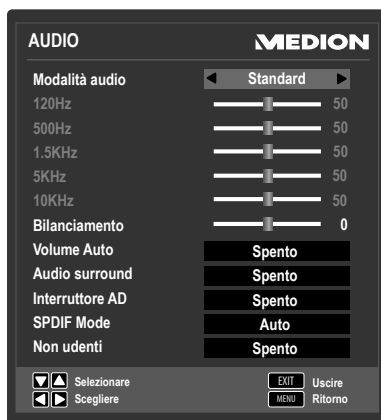 AUDIO MEDION
Modalità audio Standard
120Hz 50
500Hz 50
1.5KHz 50
5KHz 50
10KHz 50
Bilanciamento 0
Volume Auto Spento
Audio surround Spento
Interruttore AD Spento
SPDIF Mode Auto
Non udenti Spento
Selezionare EXIT Uscire
Scegliere MENU Ritorno